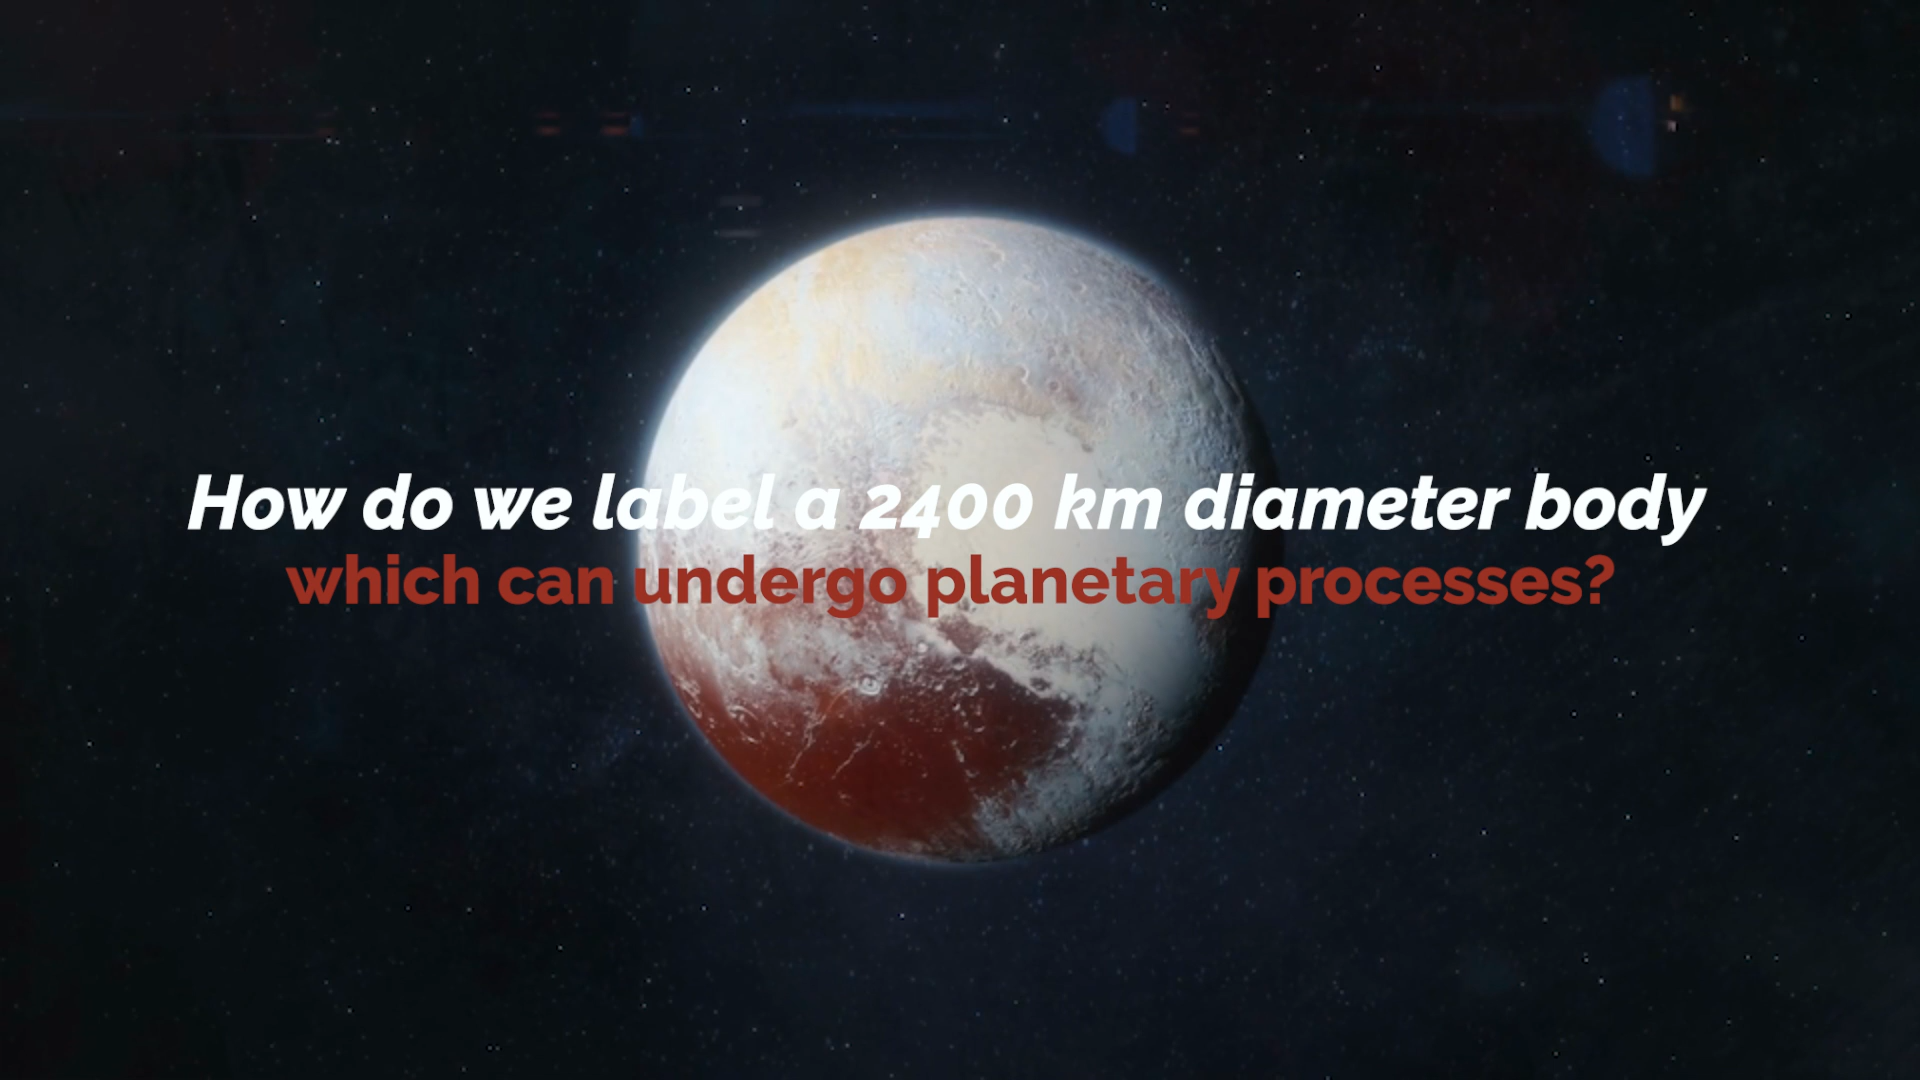 How do we label a 2400 km diameter body
which can undergo planetary processes?